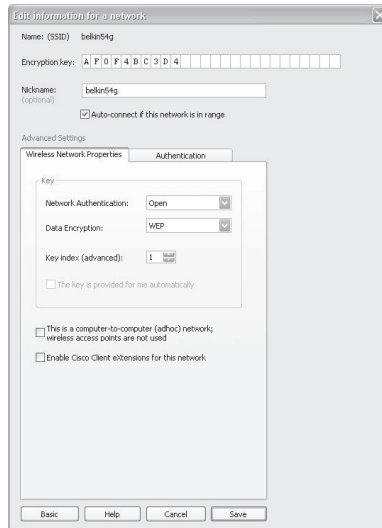 Edit information for a network
Name: (SSID) belkin54g
Encryption key: A F 0 F 4 B C 3 D 4
Nickname: belkin54g
(optional)
Auto-connect if this network is in range
Advanced Settings
Wireless Network Properties Authentication
Key
Network Authentication: Open
Data Encryption: WEP
Key index (advanced): 1
The key is provided for me automatically
This is a computer-to-computer (adhoc) network;
wireless access points are not used
Enable Cisco Client eXtensions for this network
Basic Help Cancel Save